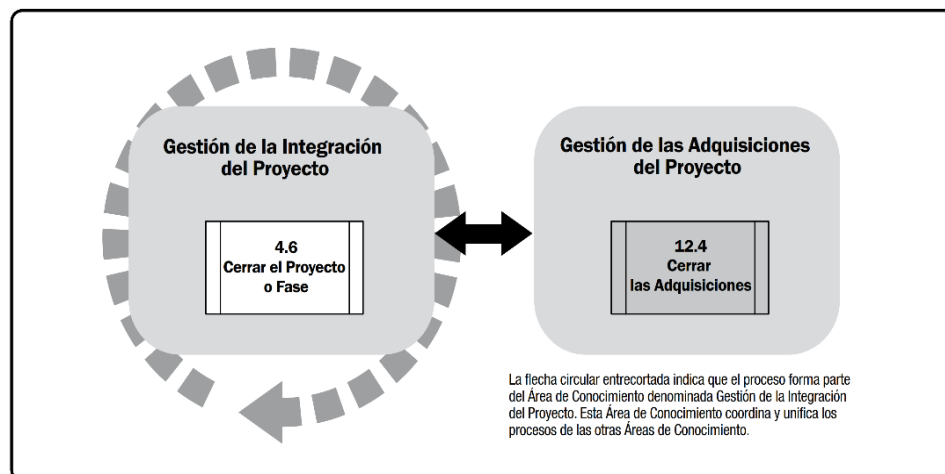 Gestión de la Integración
del Proyecto
4.6
Cerrar el Proyecto
o Fase
Gestión de las Adquisiciones
del Proyecto
12.4
Cerrar
las Adquisiciones
La flecha circular entrecortada indica que el proceso forma parte
del Área de Conocimiento denominada Gestión de la Integración
del Proyecto. Esta Área de Conocimiento coordina y unifica los
procesos de las otras Áreas de Conocimiento.